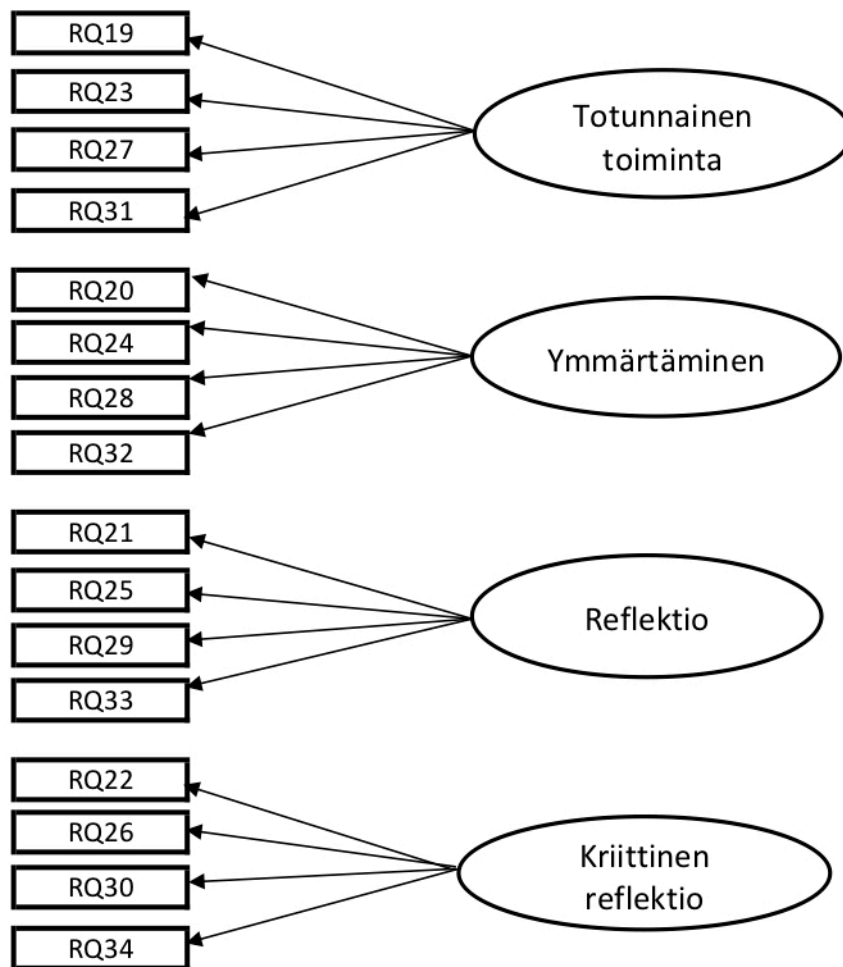 RQ19
RQ23
RQ27
RQ31
Totunnainen
toiminta
RQ20
RQ24
RQ28
RQ32
Ymmärtäminen
RQ21
RQ25
RQ29
RQ33
Reflektio
RQ22
RQ26
RQ30
RQ34
Kriittinen
reflektio